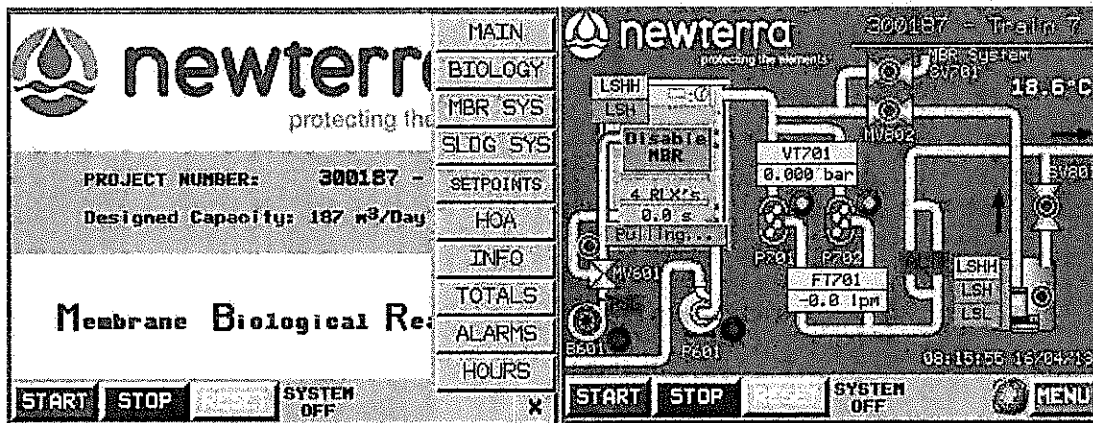 newterr
protecting the
PROJECT NUMBER: 300187 -
Designed Capacity: 187 m³/Day
Membrane Biological Rea
MAIN
BIOLOGY
MBR SYS
SLDG SYS
SETPOINTS
HOA
INFO
TOTALS
ALARMS
HOURS
START STOP RESET SYSTEM
OFF
X
newterra
protecting the elements
300187 - Train 7
MBR System
SV701
18.6°C
LSHH
LSH
Disable
MBR
4 RLX's
0.0 s
Pulling...
MV802
VT701
0.000 bar
SV801
P701 P702
FT701
-0.0 lpm
MV601
LSHH
LSH
LSL
B601
P601
08:15:55 16/04/13
START STOP RESET SYSTEM
OFF
MENU